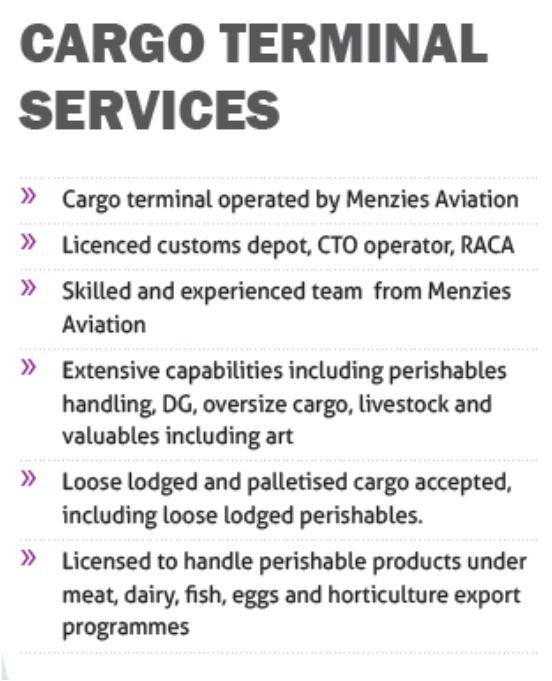 CARGO TERMINAL
SERVICES
» Cargo terminal operated by Menzies Aviation
» Licenced customs depot, CTO operator, RACA
» Skilled and experienced team from Menzies
Aviation
» Extensive capabilities including perishables
handling, DG, oversize cargo, livestock and
valuables including art
» Loose lodged and palletised cargo accepted,
including loose lodged perishables.
» Licensed to handle perishable products under
meat, dairy, fish, eggs and horticulture export
programmes